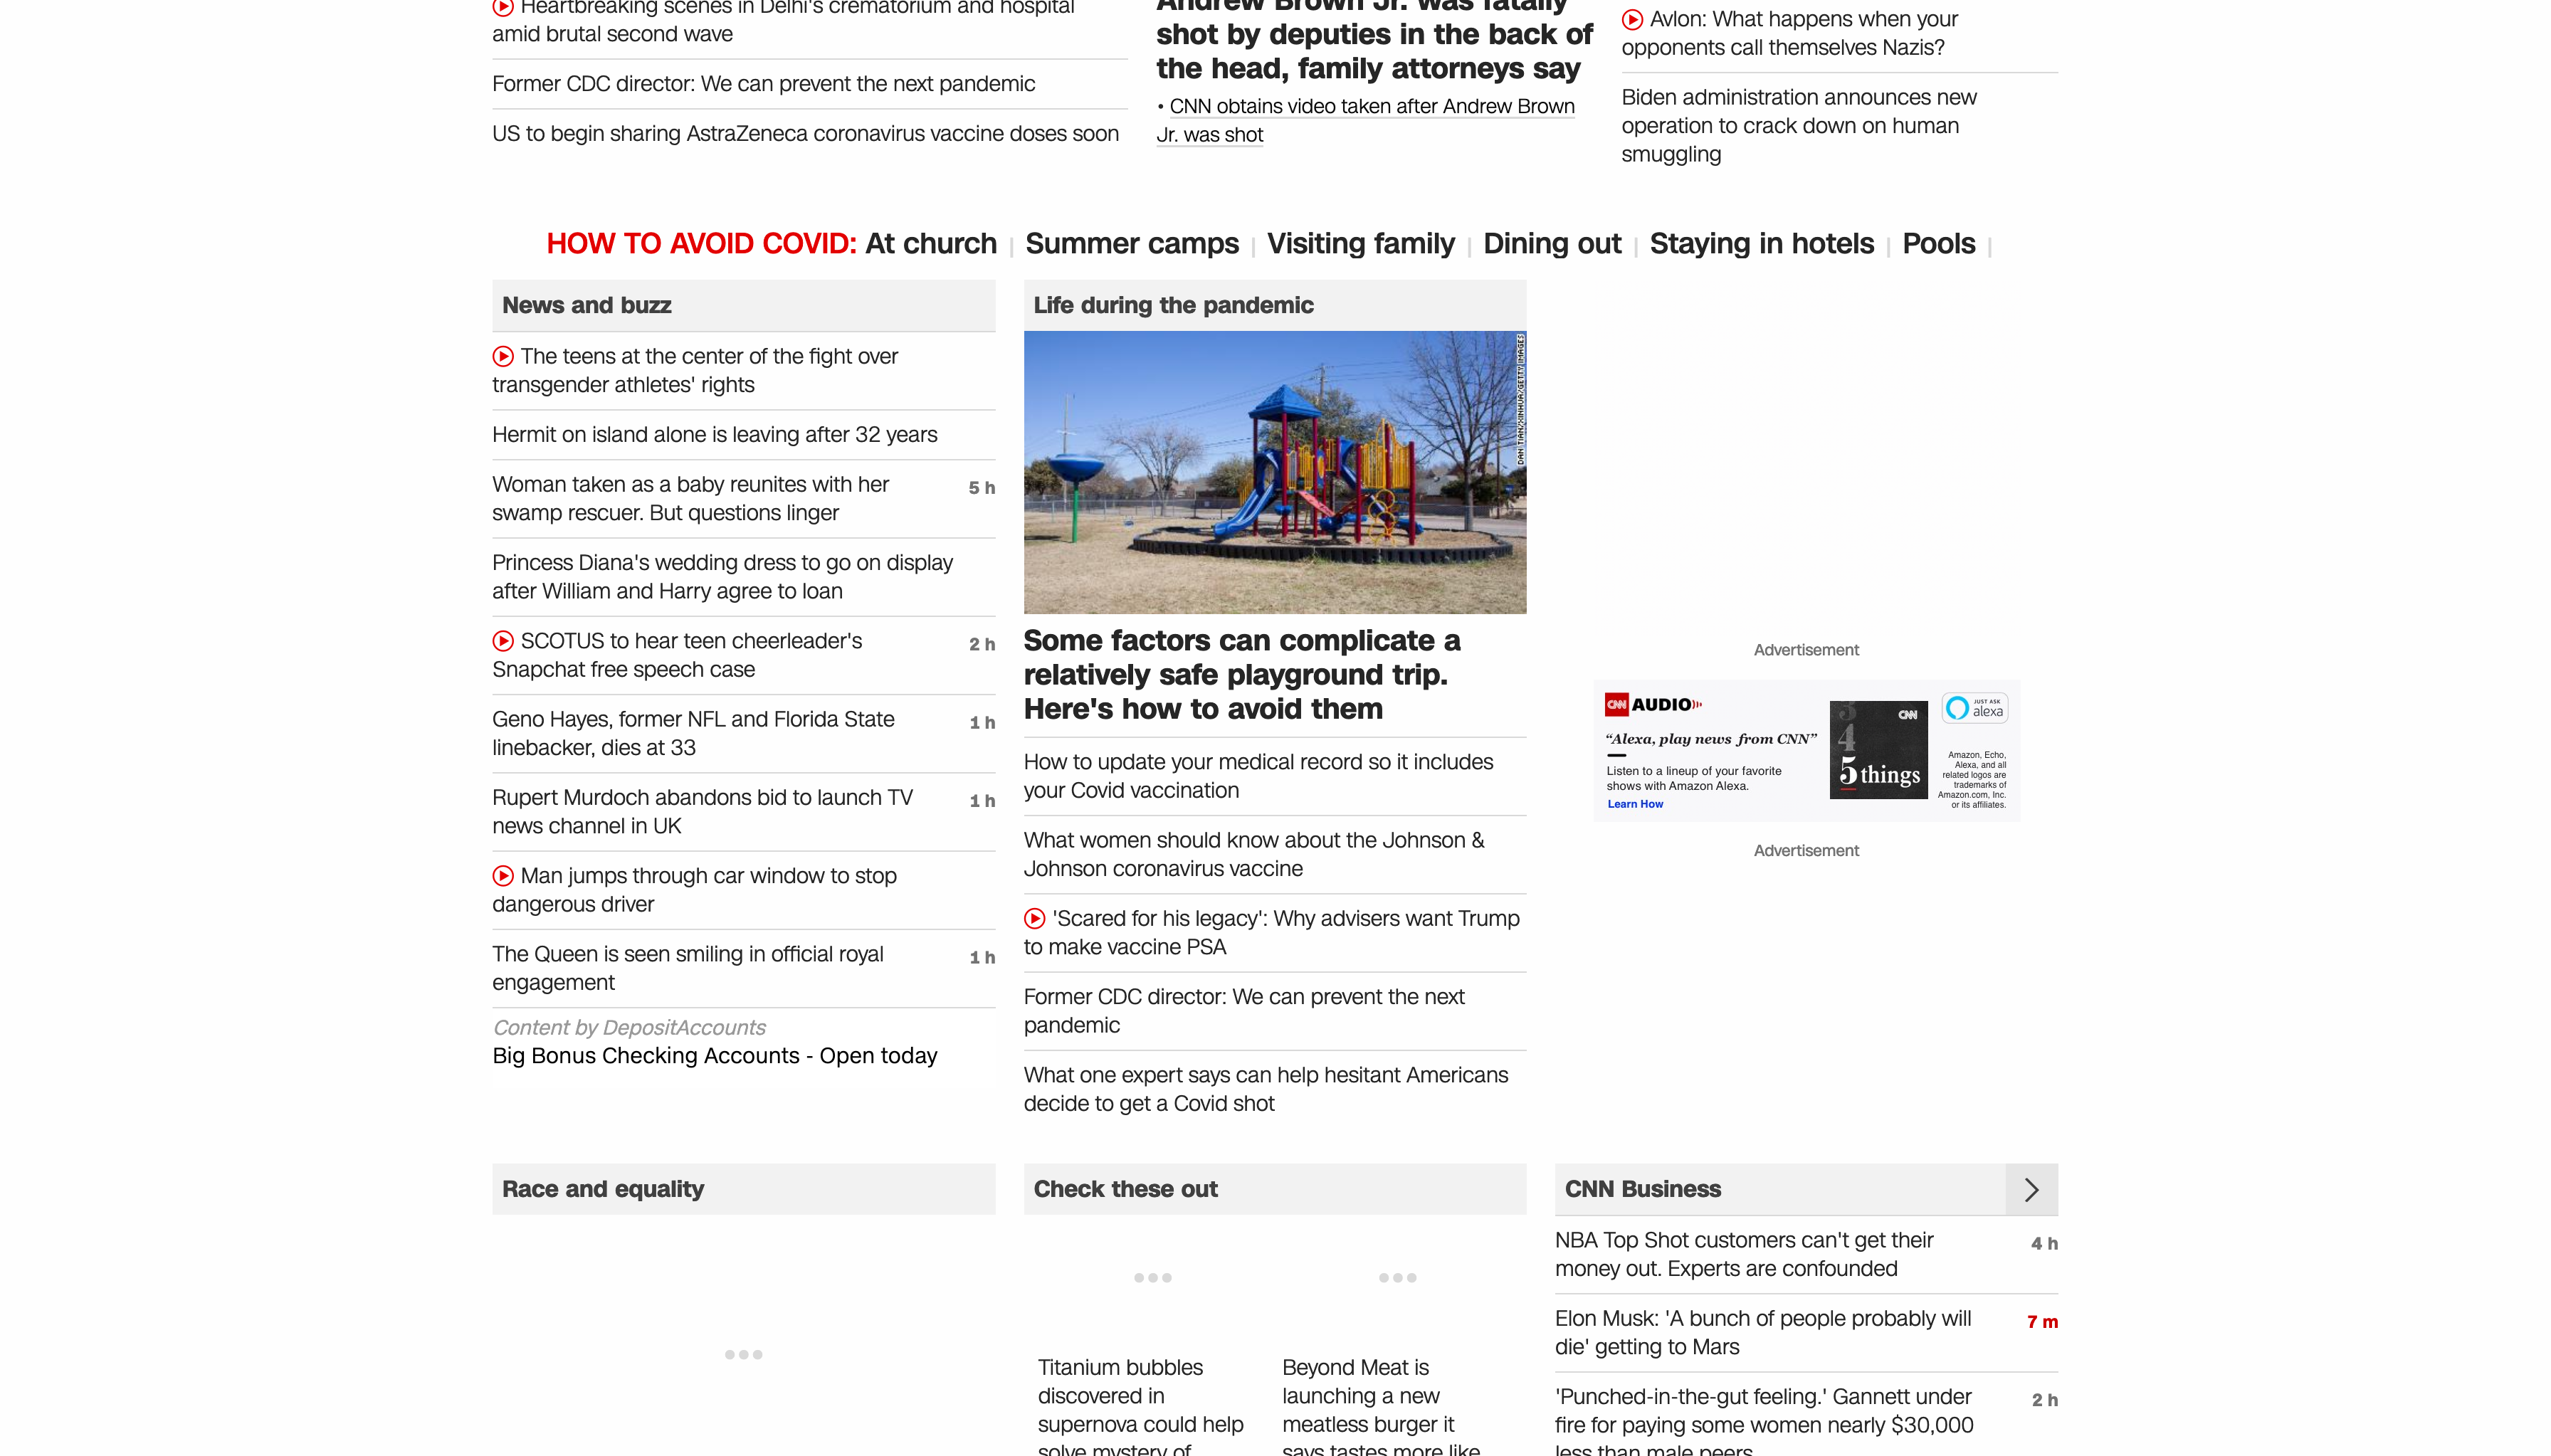 Heartbreaking scenes in Delhi's crematorium and hospital
amid brutal second wave
Former CDC director: We can prevent the next pandemic
US to begin sharing AstraZeneca coronavirus vaccine doses soon
Andrew Brown Jr. was fatally
shot by deputies in the back of
the head, family attorneys say
• CNN obtains video taken after Andrew Brown
Jr. was shot
Avlon: What happens when your
opponents call themselves Nazis?
Biden administration announces new
operation to crack down on human
smuggling
HOW TO AVOID COVID: At church | Summer camps | Visiting family | Dining out | Staying in hotels | Pools |
News and buzz
The teens at the center of the fight over
transgender athletes' rights
Hermit on island alone is leaving after 32 years
Woman taken as a baby reunites with her 5 h
swamp rescuer. But questions linger
Princess Diana's wedding dress to go on display
after William and Harry agree to loan
SCOTUS to hear teen cheerleader's 2 h
Snapchat free speech case
Geno Hayes, former NFL and Florida State 1 h
linebacker, dies at 33
Rupert Murdoch abandons bid to launch TV 1 h
news channel in UK
Man jumps through car window to stop
dangerous driver
The Queen is seen smiling in official royal 1 h
engagement
Content by DepositAccounts
Big Bonus Checking Accounts - Open today
Life during the pandemic
DAN TIAN/XINHUA/GETTY IMAGES
Some factors can complicate a
relatively safe playground trip.
Here's how to avoid them
How to update your medical record so it includes
your Covid vaccination
What women should know about the Johnson &
Johnson coronavirus vaccine
'Scared for his legacy': Why advisers want Trump
to make vaccine PSA
Former CDC director: We can prevent the next
pandemic
What one expert says can help hesitant Americans
decide to get a Covid shot
Advertisement
CNN AUDIO
“Alexa, play news from CNN”
Listen to a lineup of your favorite
shows with Amazon Alexa.
Learn How
CNN
3
4
5 things
JUST ASK
alexa
Amazon, Echo,
Alexa, and all
related logos are
trademarks of
Amazon.com, Inc.
or its affiliates.
Advertisement
Race and equality
Check these out
Titanium bubbles
discovered in
supernova could help
solve mystery of
Beyond Meat is
launching a new
meatless burger it
says tastes more like
CNN Business
NBA Top Shot customers can't get their 4 h
money out. Experts are confounded
Elon Musk: 'A bunch of people probably will 7 m
die' getting to Mars
'Punched-in-the-gut feeling.' Gannett under 2 h
fire for paying some women nearly $30,000
less than male peers